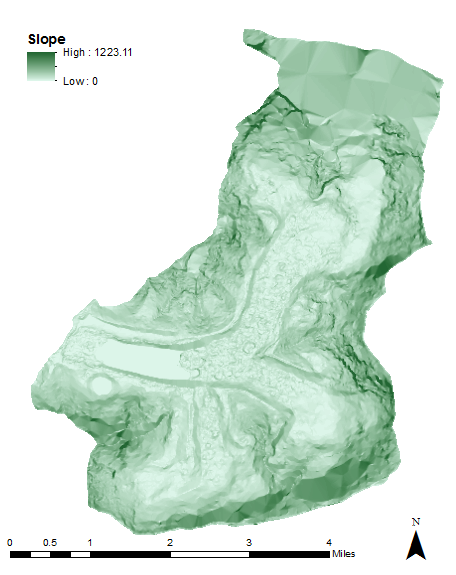 Slope
High : 1223.11
Low : 0
N
0 0.5 1 2 3 4
Miles